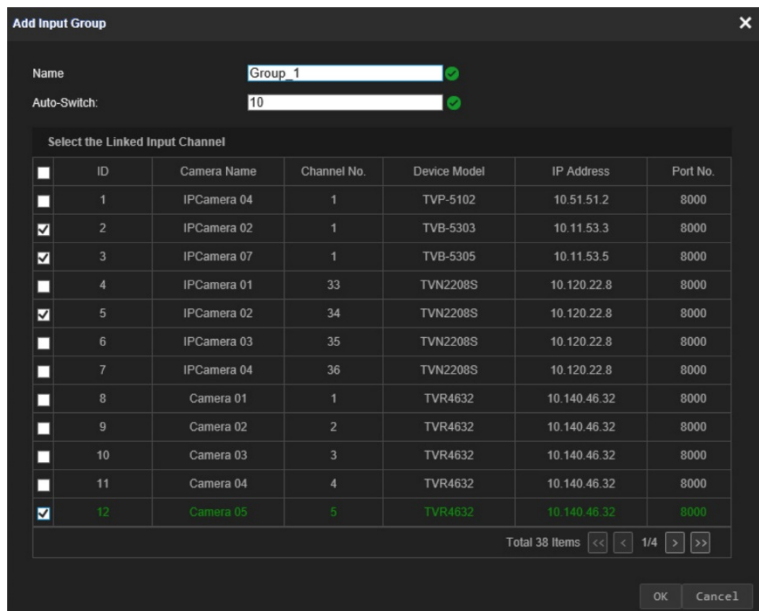 Add Input Group
Name Group_1
Auto-Switch: 10
Select the Linked Input Channel
ID Camera Name Channel No. Device Model IP Address Port No.
1 IPCamera 04 1 TVP-5102 10.51.51.2 8000
2 IPCamera 02 1 TVB-5303 10.11.53.3 8000
3 IPCamera 07 1 TVB-5305 10.11.53.5 8000
4 IPCamera 01 33 TVN2208S 10.120.22.8 8000
5 IPCamera 02 34 TVN2208S 10.120.22.8 8000
6 IPCamera 03 35 TVN2208S 10.120.22.8 8000
7 IPCamera 04 36 TVN2208S 10.120.22.8 8000
8 Camera 01 1 TVR4632 10.140.46.32 8000
9 Camera 02 2 TVR4632 10.140.46.32 8000
10 Camera 03 3 TVR4632 10.140.46.32 8000
11 Camera 04 4 TVR4632 10.140.46.32 8000
12 Camera 05 5 TVR4632 10.140.46.32 8000
Total 38 Items << < 1/4 > >>
OK Cancel